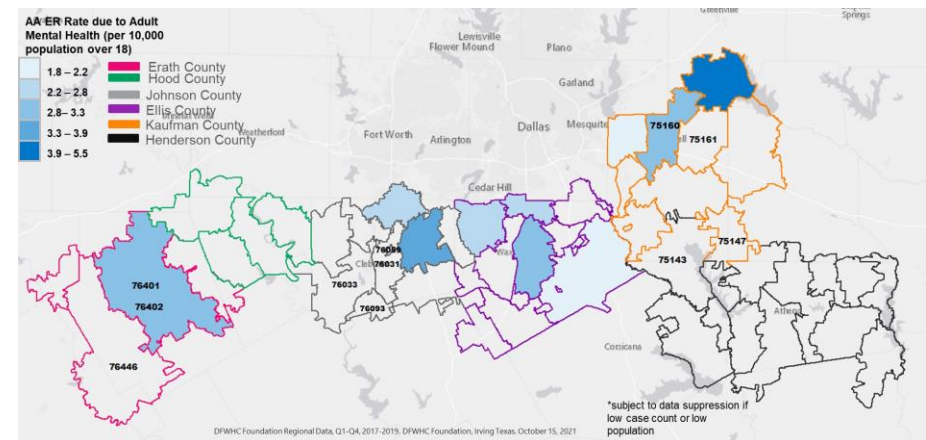 AA ER Rate due to Adult
Mental Health (per 10,000
population over 18)
1.8 – 2.2
2.2 – 2.8
2.8 – 3.3
3.3 – 3.9
3.9 – 5.5
Erath County
Hood County
Johnson County
Ellis County
Kaufman County
Henderson County
Greenville
Springs
Lewisville
Flower Mound
Plano
Garland
Weatherford
Fort Worth
Arlington
Dallas
Mesquite
75160
75161
Cedar Hill
76031
76033
76093
75147
75143
76401
76402
76446
Athens
Corsicana
*subject to data suppression if
low case count or low
population
DFWHC Foundation Regional Data, Q1-Q4, 2017-2019. DFWHC Foundation, Irving Texas. October 15, 2021